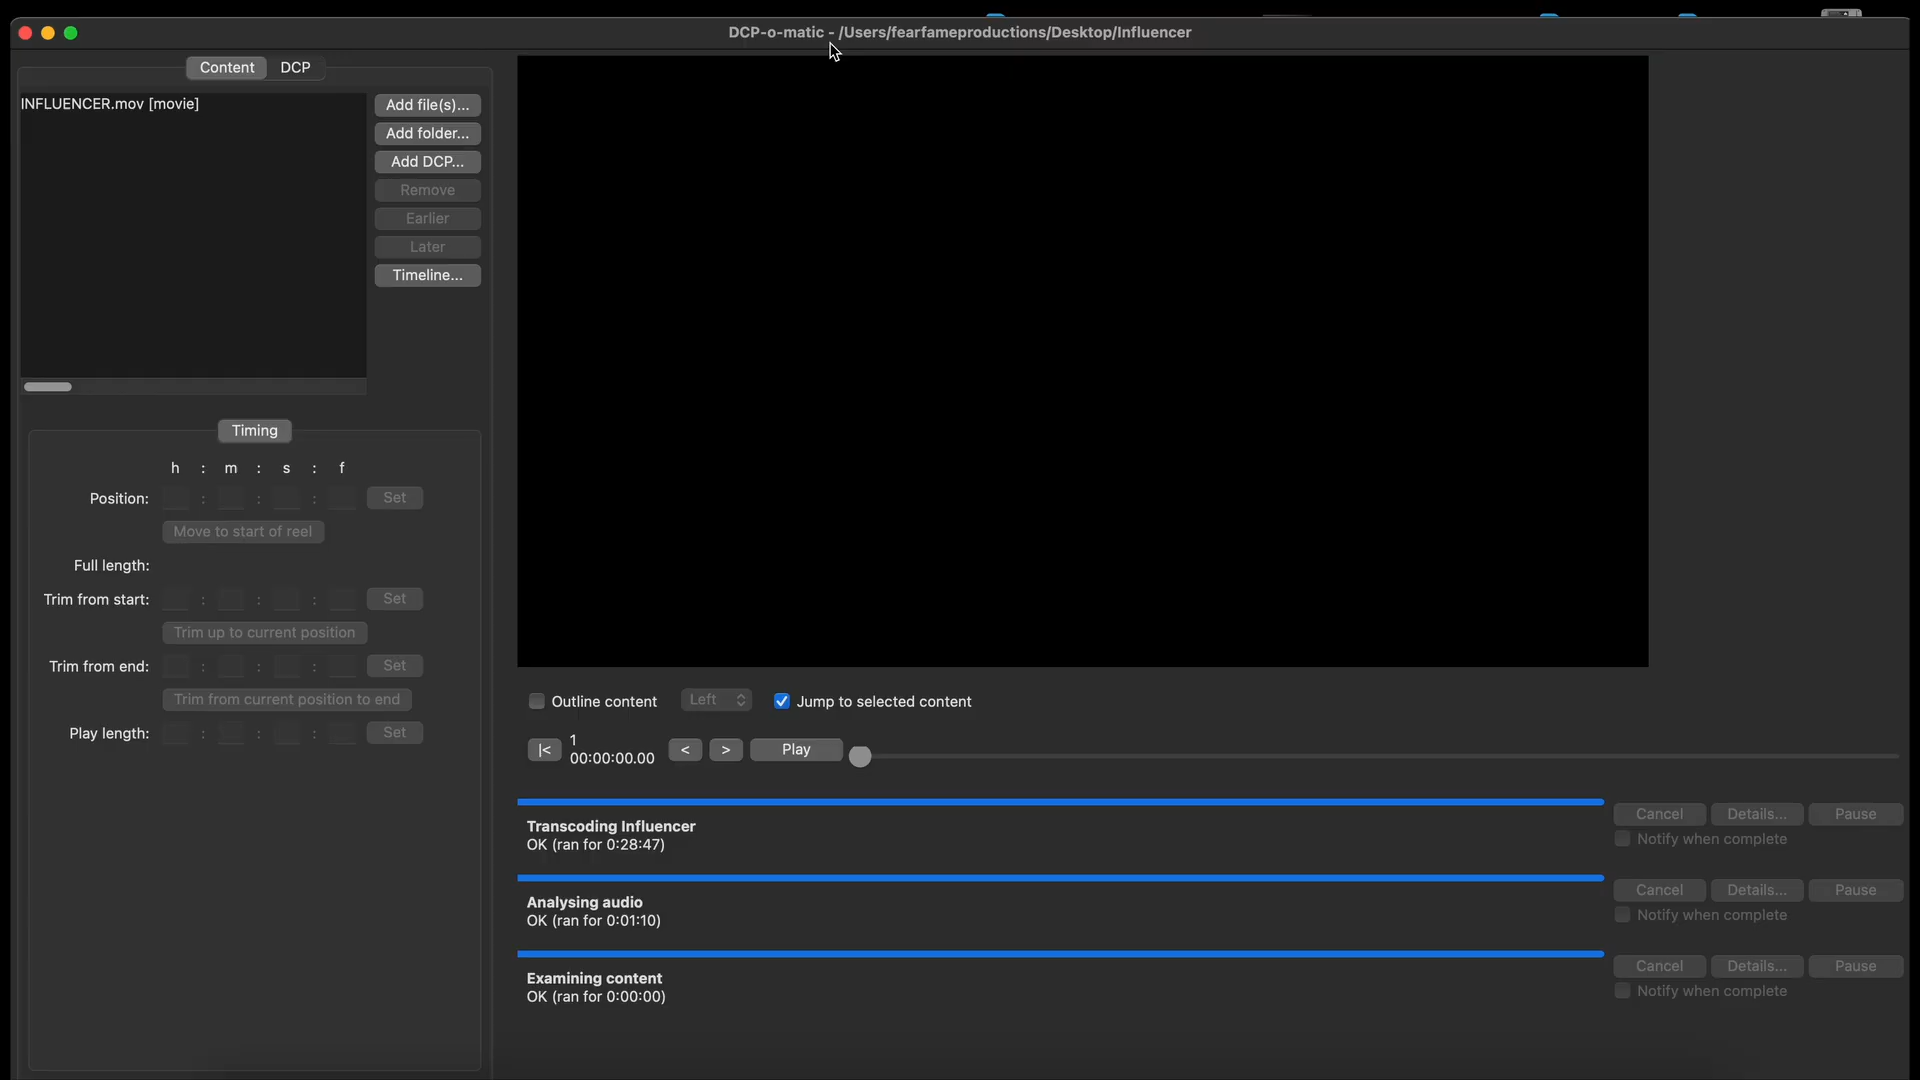 DCP-o-matic - /Users/fearfameproductions/Desktop/Influencer
Content
DCP
INFLUENCER.mov [movie]
Add file(s)...
Add folder...
Add DCP...
Remove
Earlier
Later
Timeline...
Timing
h : m : s : f
Position: : : : Set
Move to start of reel
Full length:
Trim from start: : : : Set
Trim up to current position
Trim from end: : : : Set
Trim from current position to end
Play length: : : : Set
Outline content
Left
Jump to selected content
|<
1
00:00:00.00
<
>
Play
Transcoding Influencer
OK (ran for 0:28:47)
Cancel
Details...
Pause
Notify when complete
Analysing audio
OK (ran for 0:01:10)
Cancel
Details...
Pause
Notify when complete
Examining content
OK (ran for 0:00:00)
Cancel
Details...
Pause
Notify when complete